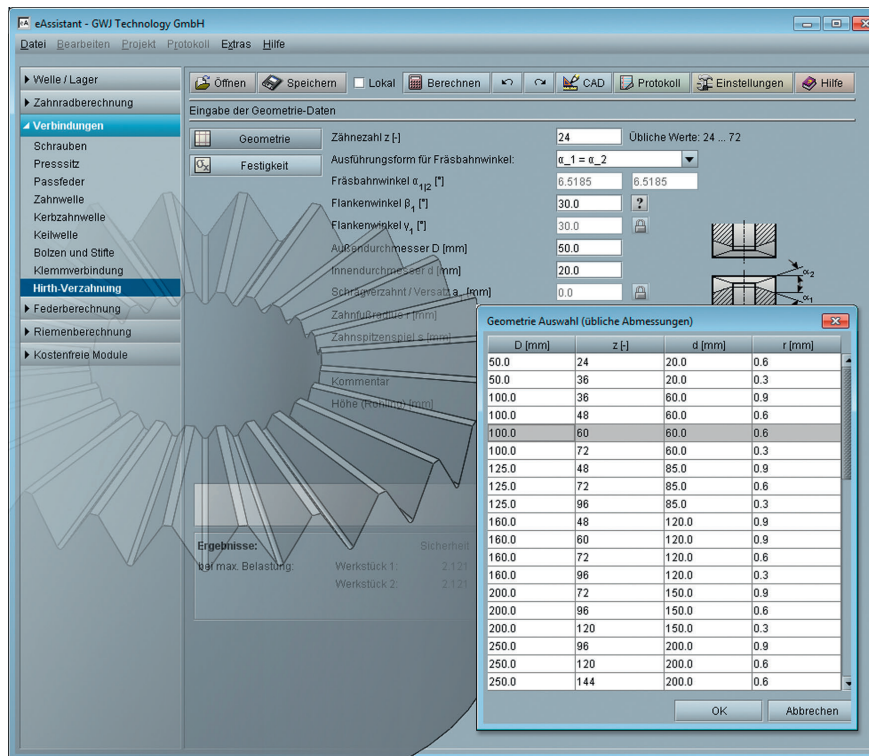 eAssistant - GWJ Technology GmbH
Datei Bearbeiten Projekt Protokoll Extras Hilfe
Welle / Lager
Zahnradberechnung
Verbindungen
Schrauben
Presssitz
Passfeder
Zahnwelle
Kerbzahnwelle
Keilwelle
Bolzen und Stifte
Klemmverbindung
Hirth-Verzahnung
Federberechnung
Riemenberechnung
Kostenfreie Module
Öffnen Speichern Lokal Berechnen CAD Protokoll Einstellungen Hilfe
Eingabe der Geometrie-Daten
Geometrie
Festigkeit
Zähnezahl z [-] 24 Übliche Werte: 24 ... 72
Ausführungsform für Fräsbahnwinkel: α_1 = α_2
Fräsbahnwinkel α1|2 [°] 6.5185 6.5185
Flankenwinkel β1 [°] 30.0 ?
Flankenwinkel γ1 [°] 30.0
Außendurchmesser D [mm] 50.0
Innendurchmesser d [mm] 20.0
Schrägverzahnt / Versatz a [mm] 0.0
Zahnfußradius r [mm]
Zahnspitzenspiel s [mm]
Kommentar
Höhe (Rohling) [mm]
α2
α1
Ergebnisse: Sicherheit
bei max. Belastung: Werkstück 1: 2.121
Werkstück 2: 2.121
Geometrie Auswahl (übliche Abmessungen)
D [mm] z [-] d [mm] r [mm]
50.0 24 20.0 0.6
50.0 36 20.0 0.3
100.0 36 60.0 0.9
100.0 48 60.0 0.6
100.0 60 60.0 0.6
100.0 72 60.0 0.3
125.0 48 85.0 0.9
125.0 72 85.0 0.6
125.0 96 85.0 0.3
160.0 48 120.0 0.9
160.0 60 120.0 0.9
160.0 72 120.0 0.6
160.0 96 120.0 0.3
200.0 72 150.0 0.9
200.0 96 150.0 0.6
200.0 120 150.0 0.3
250.0 96 200.0 0.9
250.0 120 200.0 0.6
250.0 144 200.0 0.6
OK Abbrechen